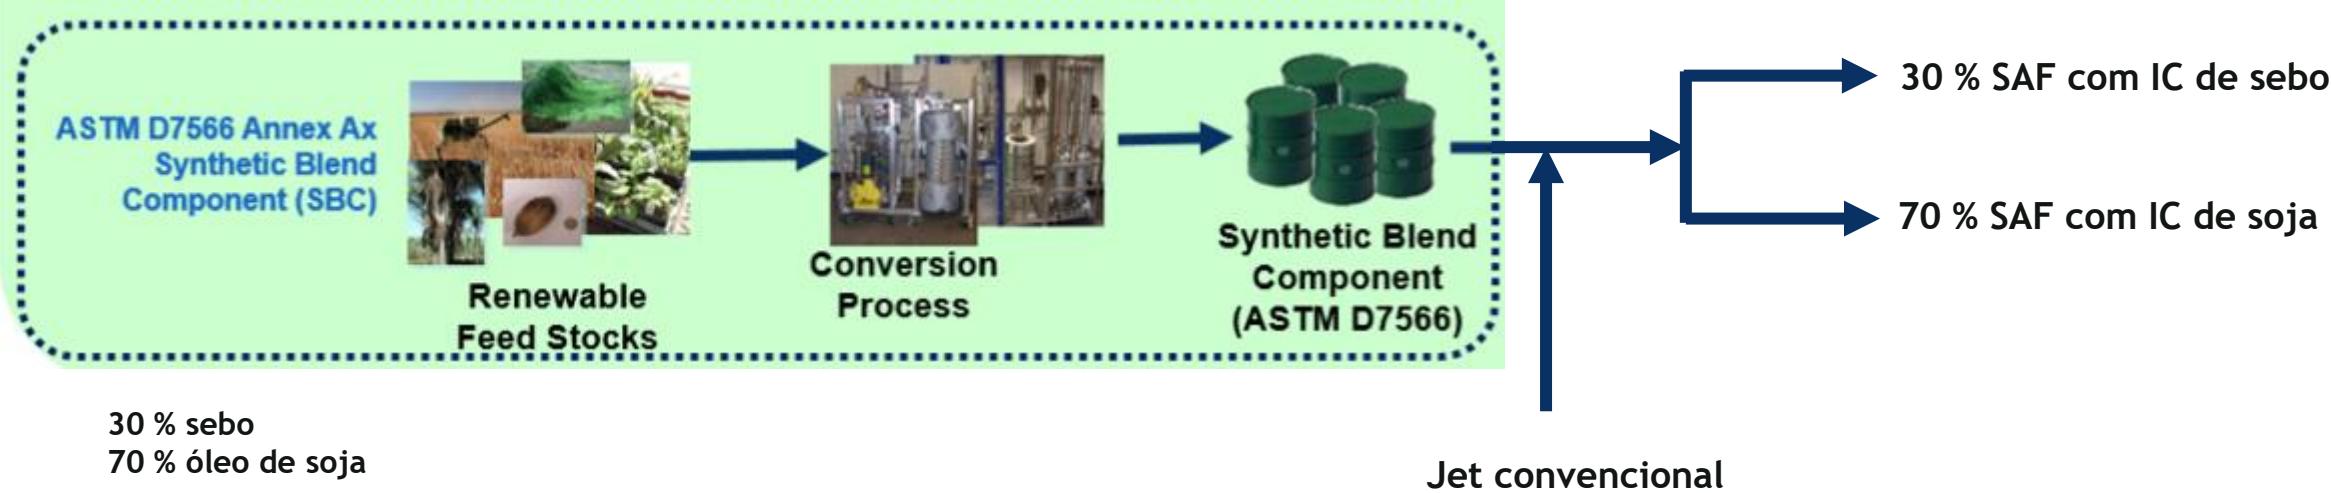 ASTM D7566 Annex Ax
Synthetic Blend
Component (SBC)
Renewable
Feed Stocks
Conversion
Process
Synthetic Blend
Component
(ASTM D7566)
30 % SAF com IC de sebo
70 % SAF com IC de soja
30 % sebo
70 % óleo de soja
Jet convencional